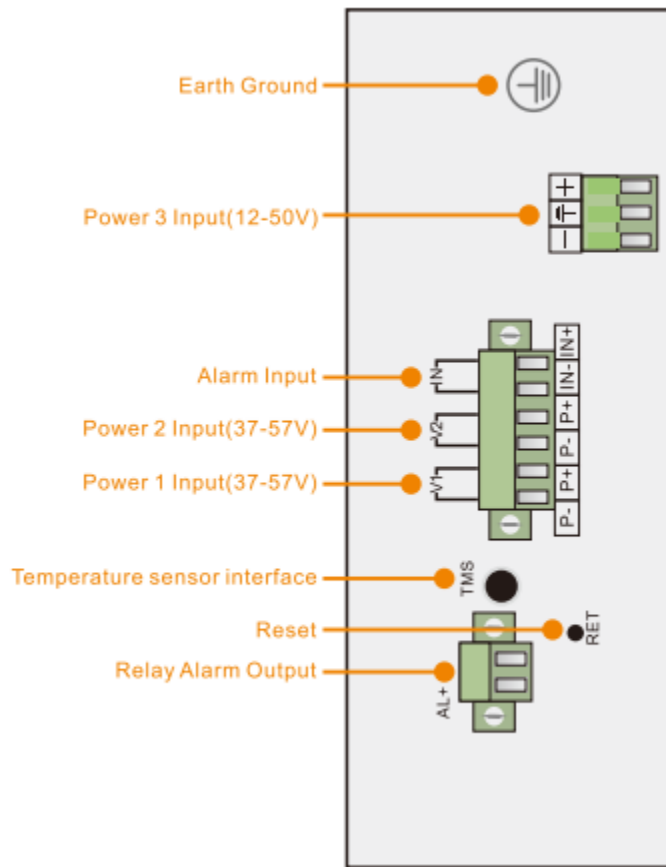 Earth Ground
+
Power 3 Input(12-50V)
−
IN+
Alarm Input
IN
IN-
P+
Power 2 Input(37-57V)
V2
P-
Power 1 Input(37-57V)
V1
P+
P-
Temperature sensor interface
TMS
Reset
RET
Relay Alarm Output
AL+